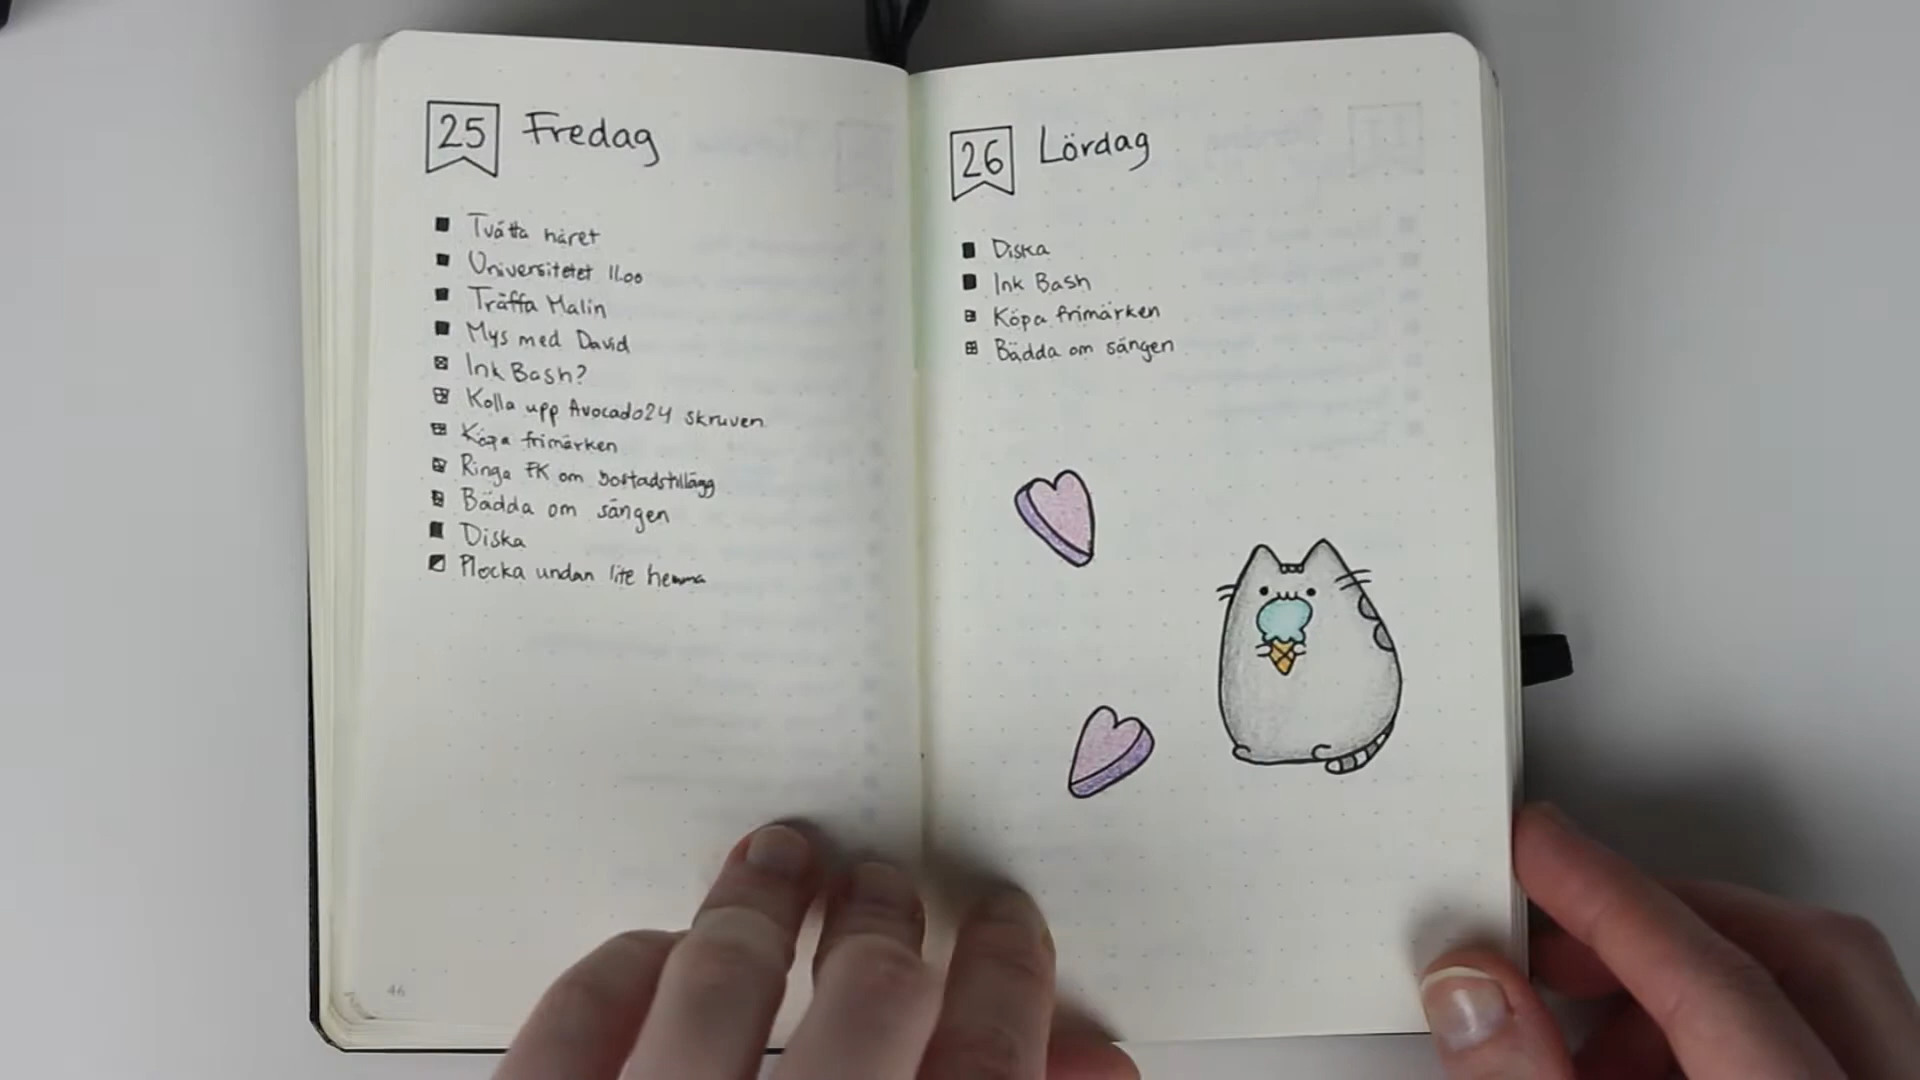 25 Fredag
Tvätta håret
Universitetet 11.00
Träffa Malin
Mys med David
Ink Bash?
Kolla upp Avocado24 skruven
Köpa frimärken
Ringa FK om bostadstillägg
Bädda om sängen
Diska
Plocka undan lite hemma
46
26 Lördag
Diska
Ink Bash
Köpa frimärken
Bädda om sängen